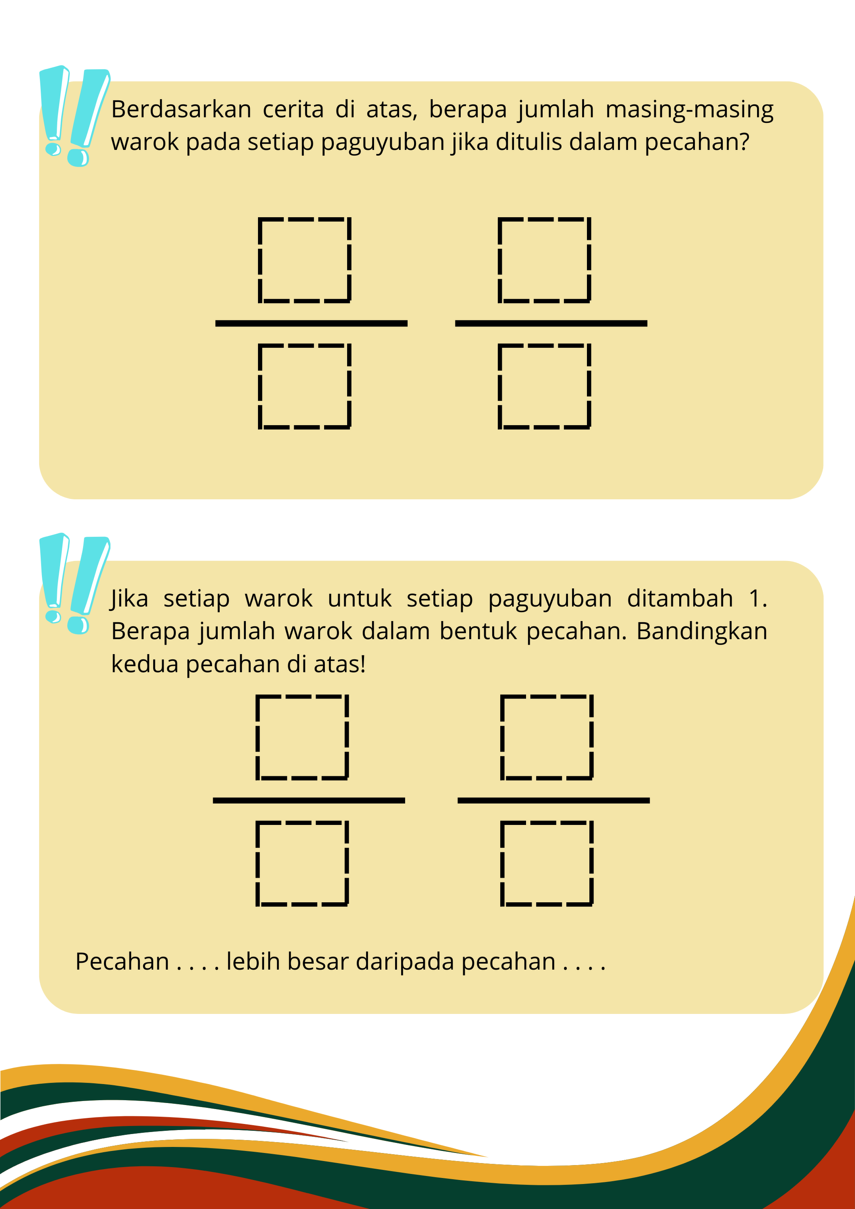 Berdasarkan cerita di atas, berapa jumlah masing-masing
warok pada setiap paguyuban jika ditulis dalam pecahan?
Jika setiap warok untuk setiap paguyuban ditambah 1.
Berapa jumlah warok dalam bentuk pecahan. Bandingkan
kedua pecahan di atas!
Pecahan . . . . lebih besar daripada pecahan . . . .